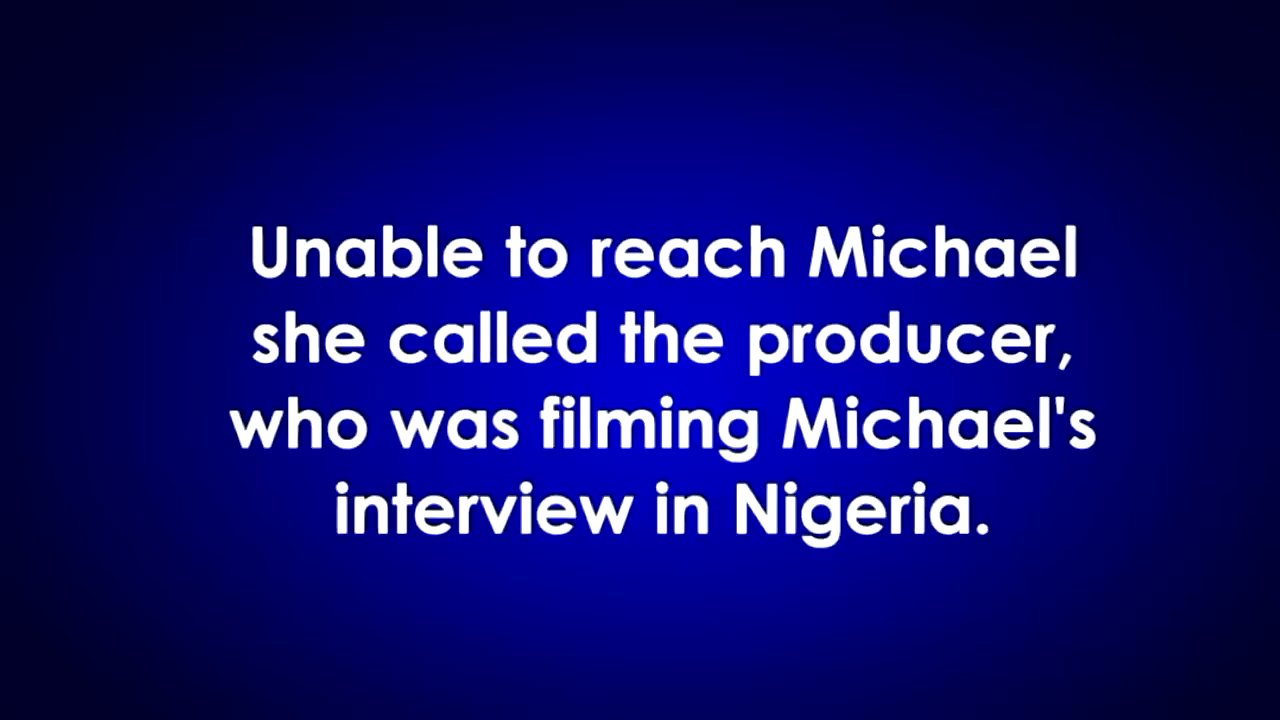 Unable to reach Michael
she called the producer,
who was filming Michael's
interview in Nigeria.